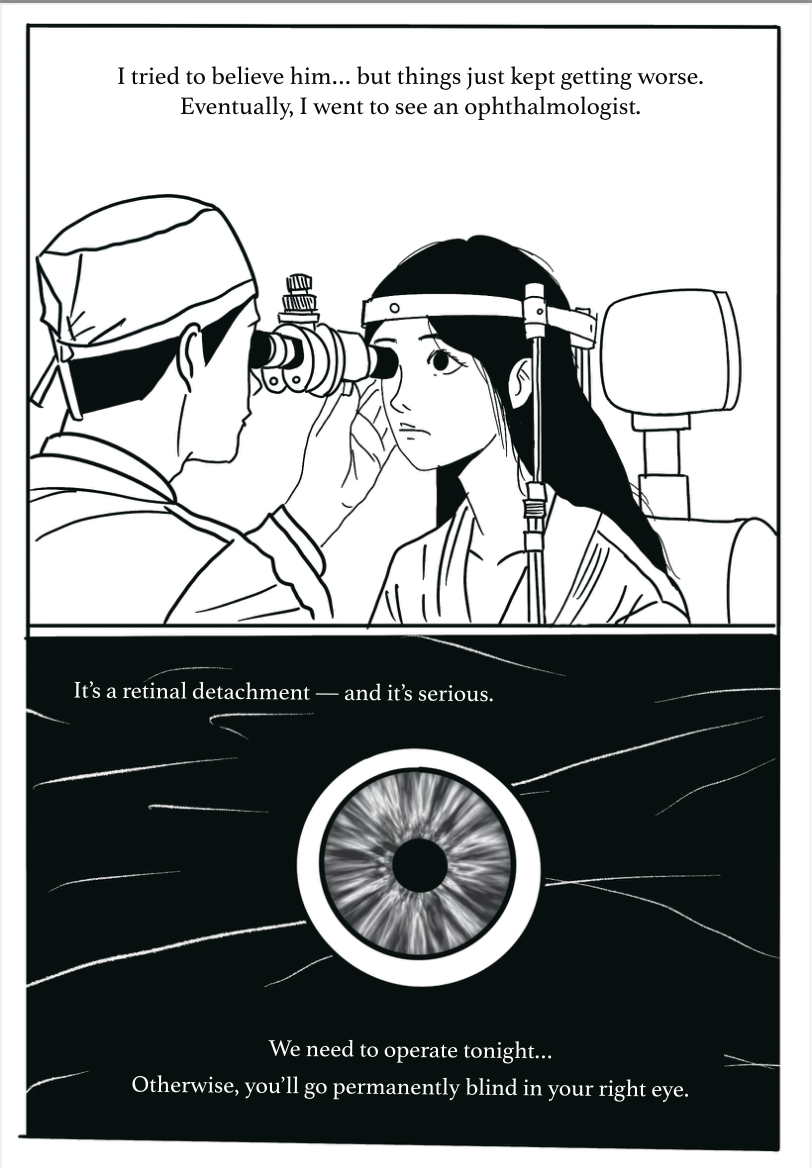 I tried to believe him... but things just kept getting worse.
Eventually, I went to see an ophthalmologist.
It’s a retinal detachment — and it’s serious.
We need to operate tonight...
Otherwise, you’ll go permanently blind in your right eye.